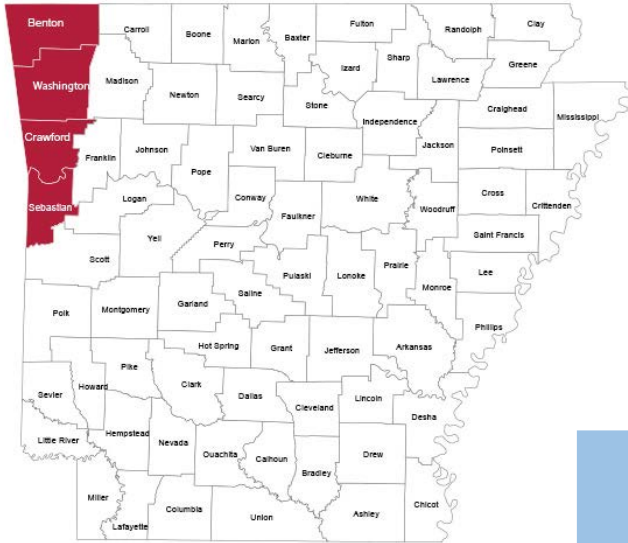 Benton
Carroll
Boone
Marion
Baxter
Fulton
Randolph
Clay
Sharp
Izard
Greene
Washington
Madison
Newton
Searcy
Stone
Lawrence
Craighead
Mississippi
Independence
Crawford
Franklin
Johnson
Pope
Van Buren
Cleburne
Jackson
Poinsett
Logan
Conway
White
Woodruff
Cross
Crittenden
Sebastian
Faulkner
Saint Francis
Yell
Perry
Scott
Pulaski
Lonoke
Prairie
Monroe
Lee
Saline
Polk
Montgomery
Garland
Phillips
Hot Spring
Grant
Jefferson
Arkansas
Pike
Howard
Clark
Sevier
Dallas
Cleveland
Lincoln
Desha
Little River
Hempstead
Nevada
Ouachita
Calhoun
Bradley
Drew
Miller
Lafayette
Columbia
Union
Ashley
Chicot